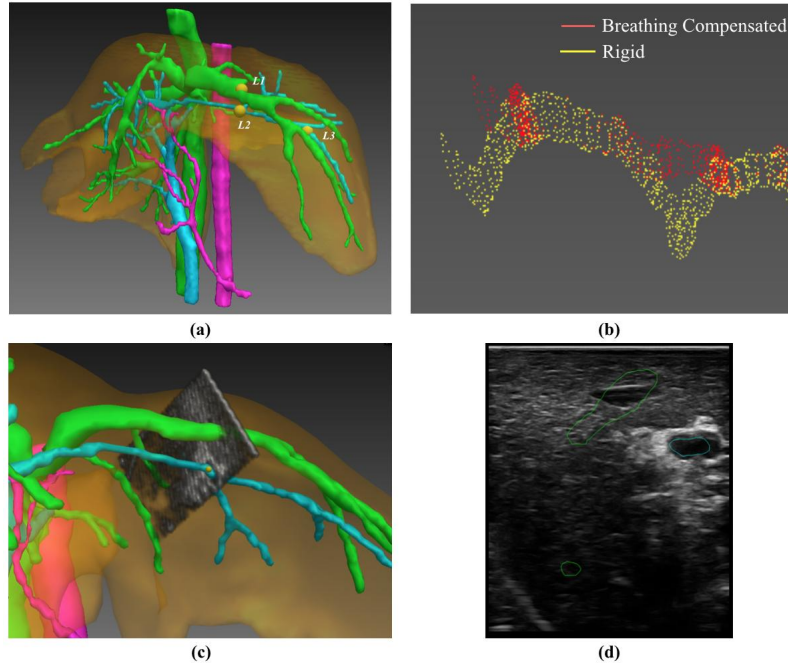 L1
L2
L3
(a)
Breathing Compensated
Rigid
(b)
(c)
(d)